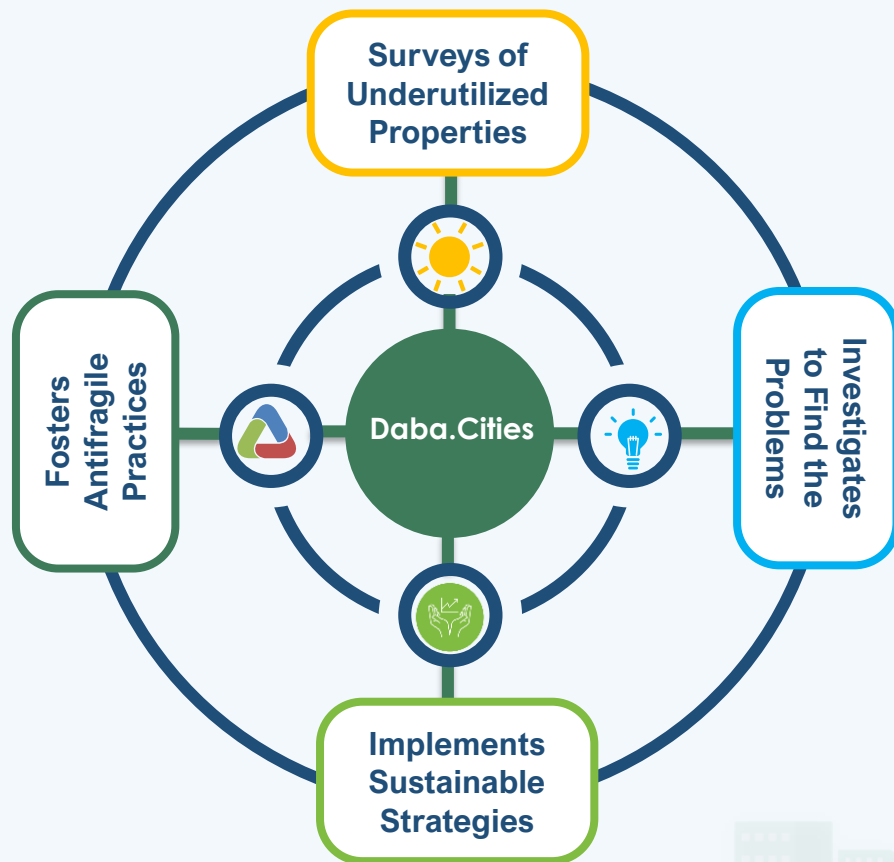 Surveys of
Underutilized
Properties
Fosters
Antifragile
Practices
Daba.Cities
Investigates
to Find the
Problems
Implements
Sustainable
Strategies